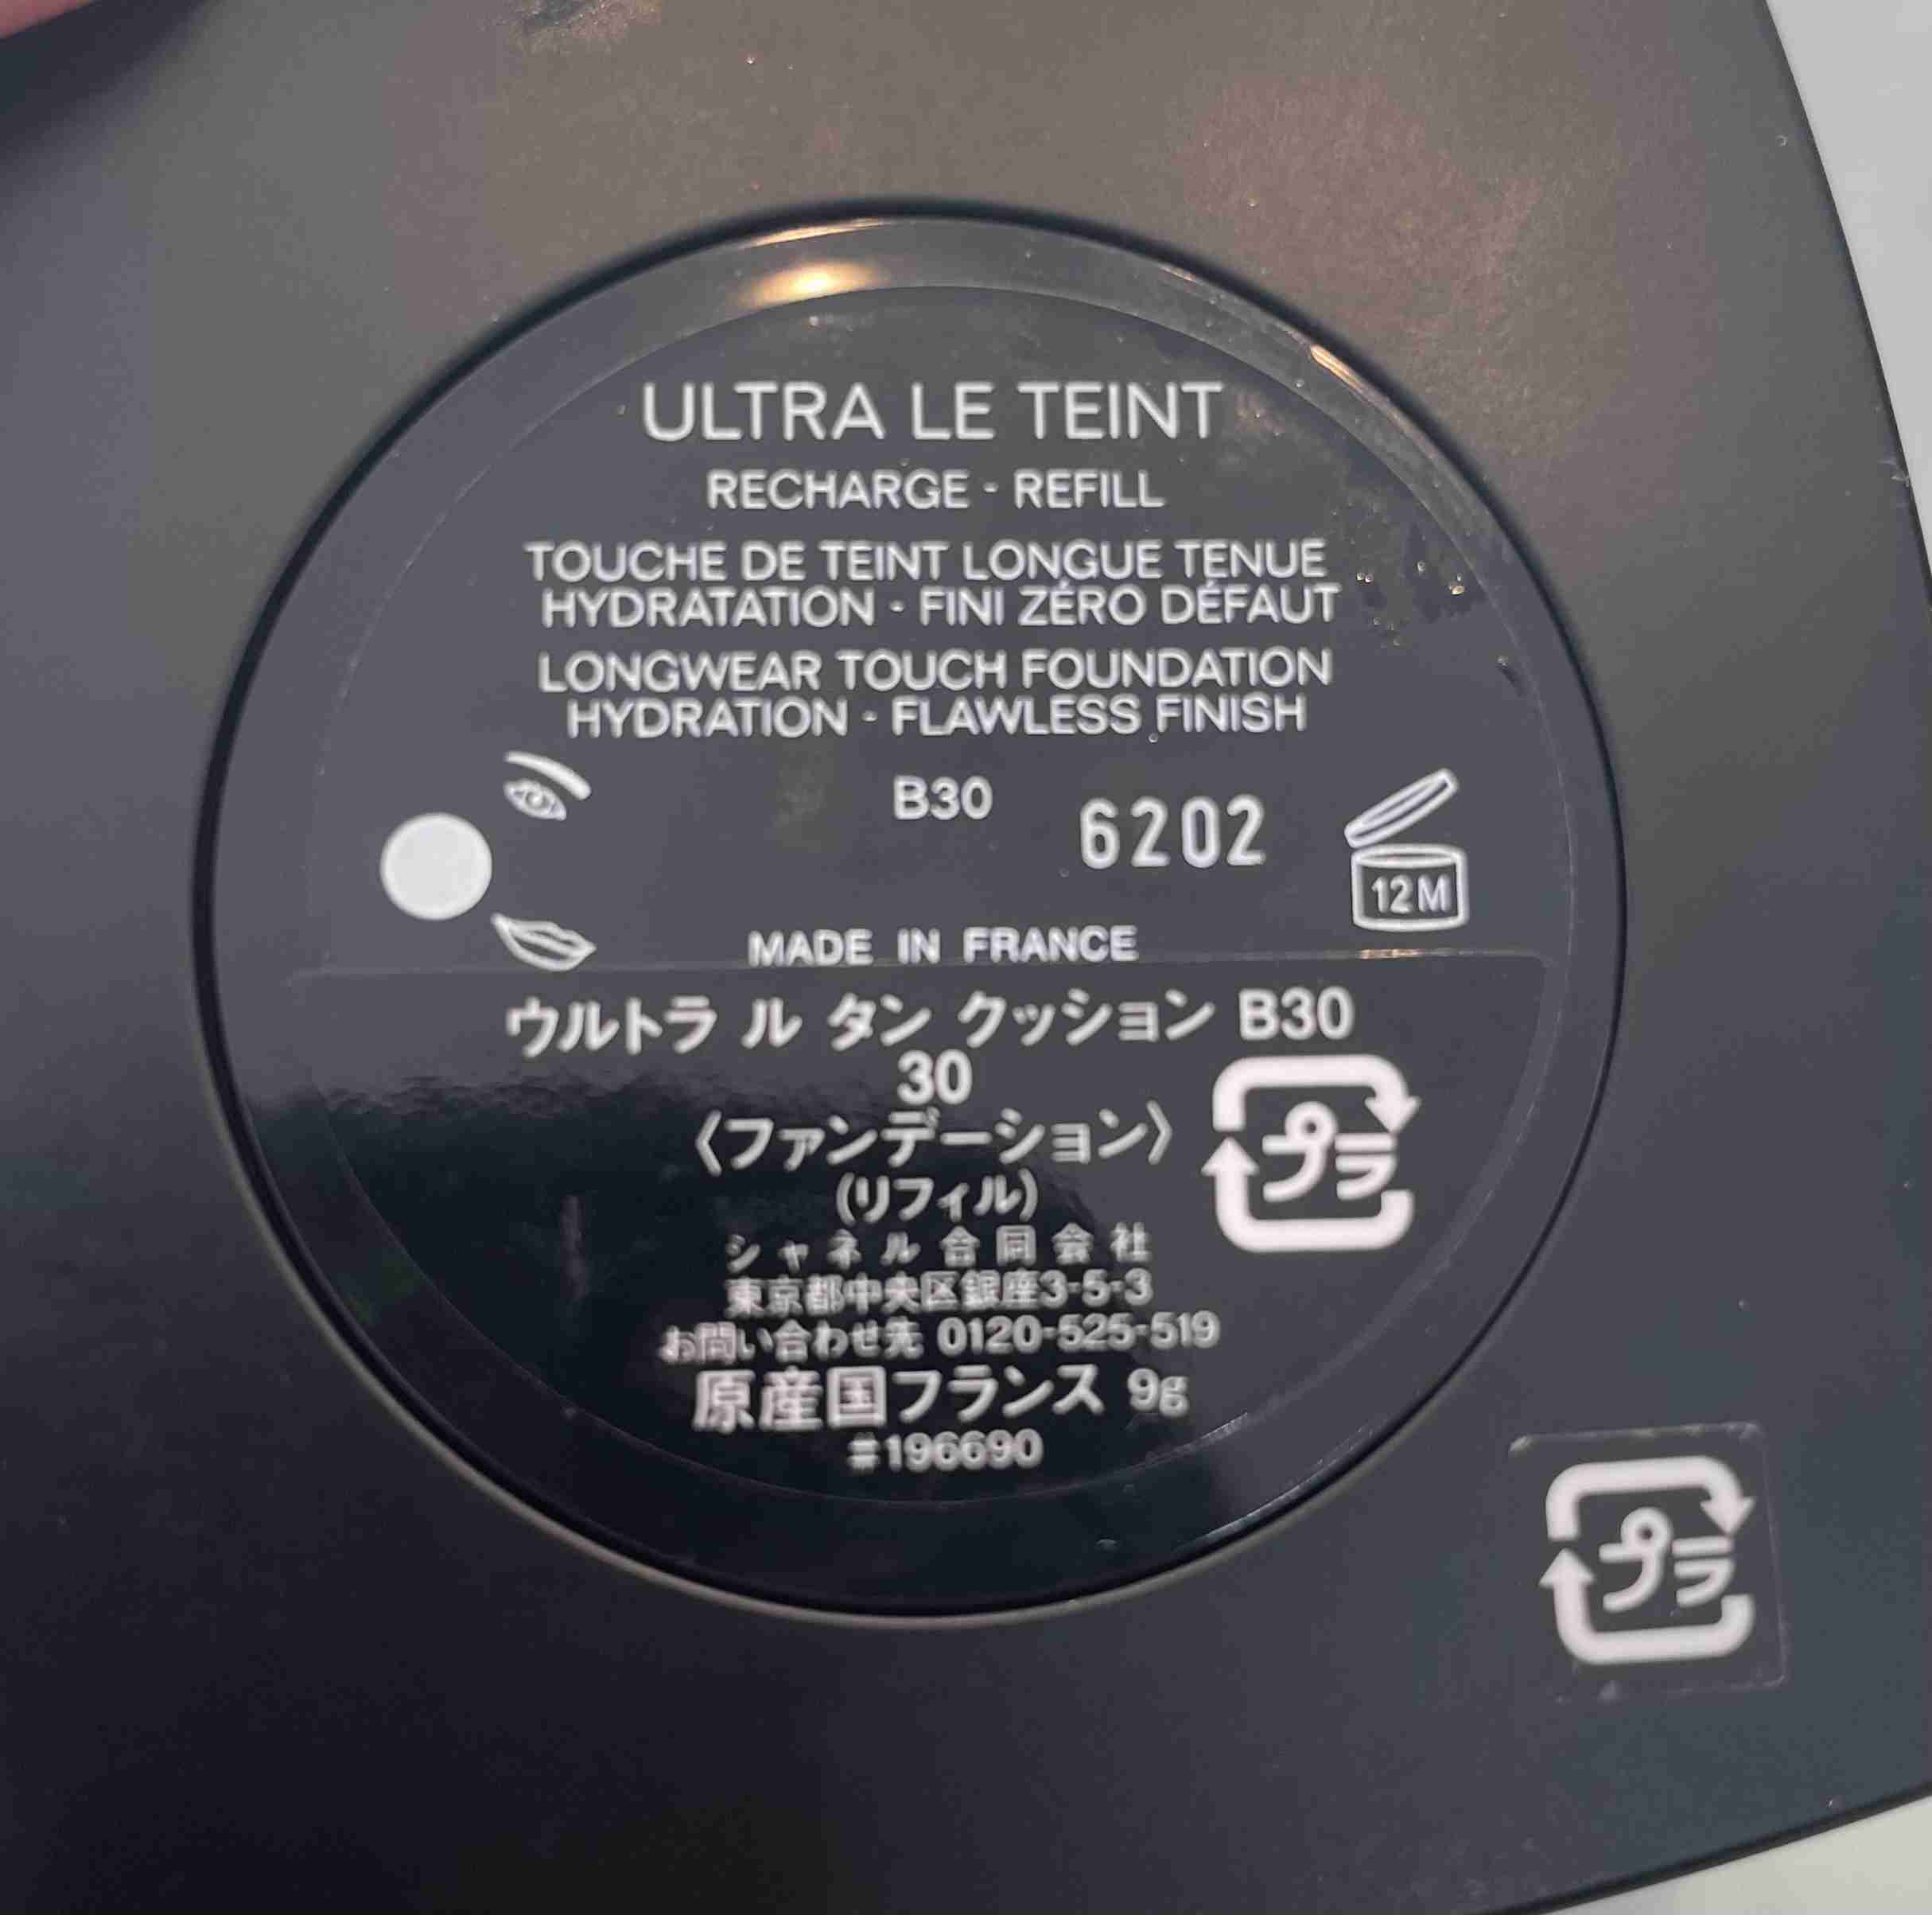 ULTRA LE TEINT
RECHARGE - REFILL
TOUCHE DE TEINT LONGUE TENUE
HYDRATATION - FINI ZÉRO DÉFAUT
LONGWEAR TOUCH FOUNDATION
HYDRATION - FLAWLESS FINISH
B30 6202
12M
MADE IN FRANCE
ウルトラ ル タン クッション B30
30
〈ファンデーション〉
プラ
(リフィル)
シャネル合同会社
東京都中央区銀座3-5-3
お問い合わせ先 0120-525-519
原産国フランス 9g
#196690
プラ